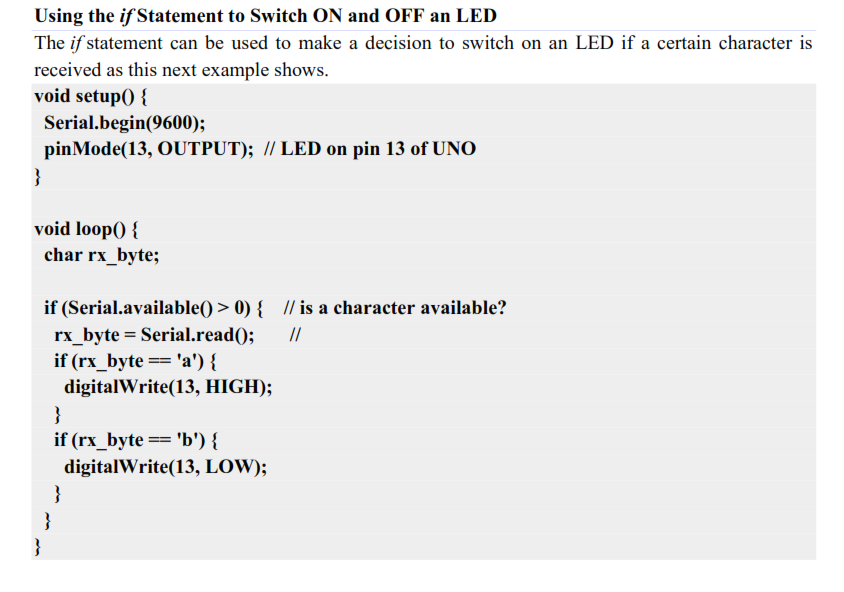 Using the if Statement to Switch ON and OFF an LED
The if statement can be used to make a decision to switch on an LED if a certain character is
received as this next example shows.
void setup() {
Serial.begin(9600);
pinMode(13, OUTPUT); // LED on pin 13 of UNO
}
void loop() {
char rx_byte;
if (Serial.available() > 0) { // is a character available?
rx_byte = Serial.read(); //
if (rx_byte == 'a') {
digitalWrite(13, HIGH);
}
if (rx_byte == 'b') {
digitalWrite(13, LOW);
}
}
}